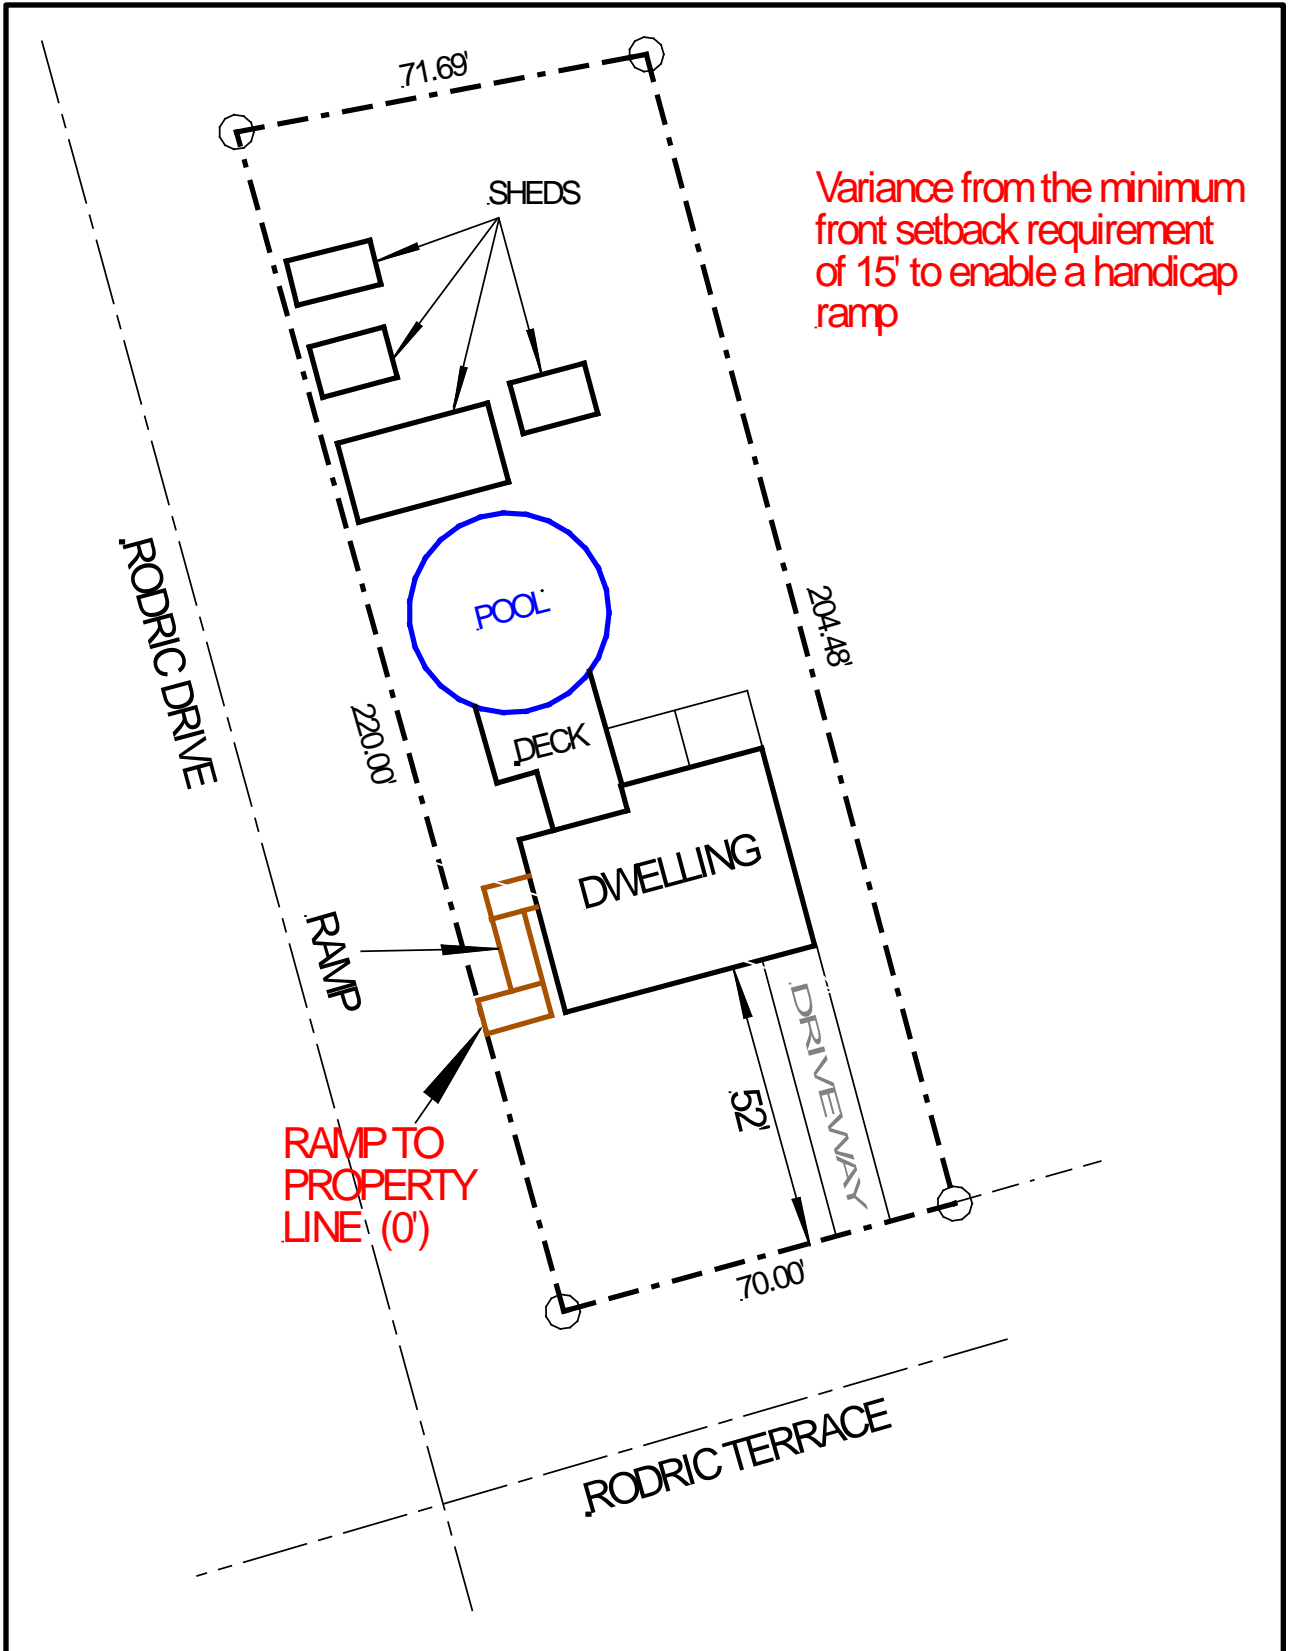 71.69'
SHEDS
Variance from the minimum
front setback requirement
of 15' to enable a handicap
ramp
RODRIC DRIVE
POOL
204.48'
220.00'
DECK
DWELLING
RAMP
DRIVEWAY
52'
RAMP TO
PROPERTY
LINE (0')
70.00'
RODRIC TERRACE